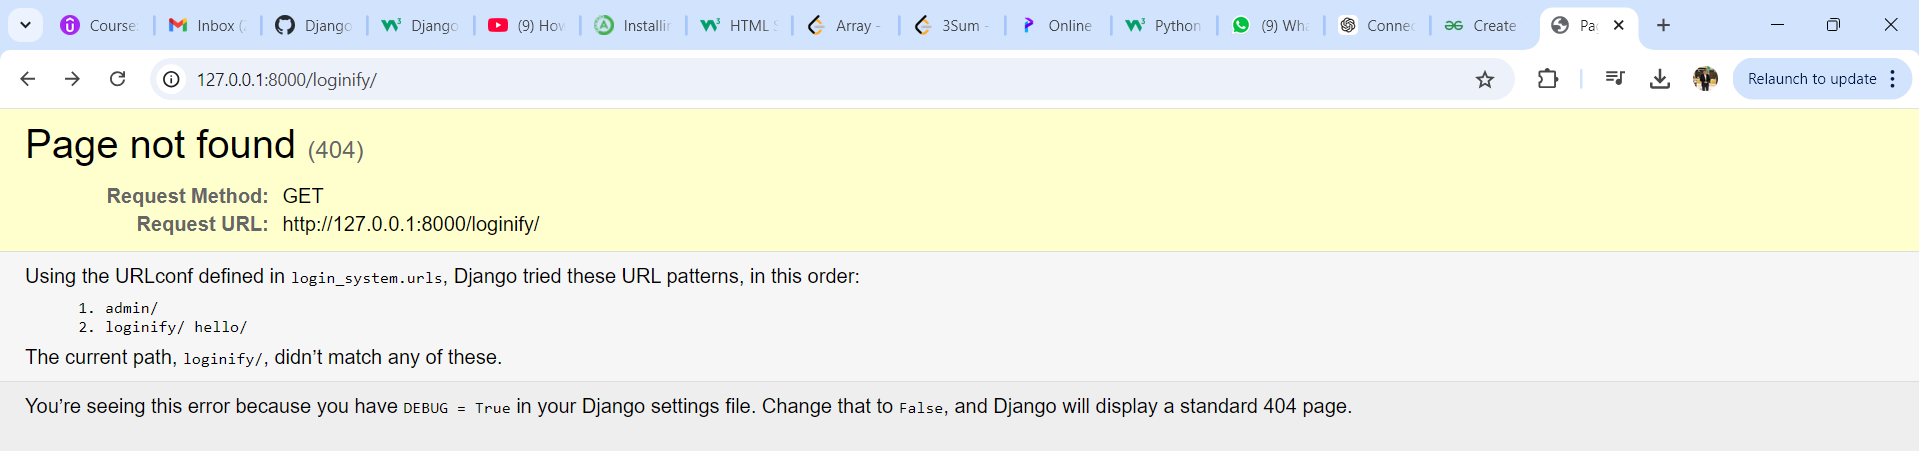 Course
Inbox (
Django
Django
(9) How
Installin
HTML S
Array -
3Sum -
Online
Python
(9) Wha
Connec
Create
Pa
127.0.0.1:8000/loginify/
Relaunch to update
Page not found (404)
Request Method: GET
Request URL: http://127.0.0.1:8000/loginify/
Using the URLconf defined in login_system.urls, Django tried these URL patterns, in this order:
1. admin/
2. loginify/ hello/
The current path, loginify/, didn’t match any of these.
You’re seeing this error because you have DEBUG = True in your Django settings file. Change that to False, and Django will display a standard 404 page.